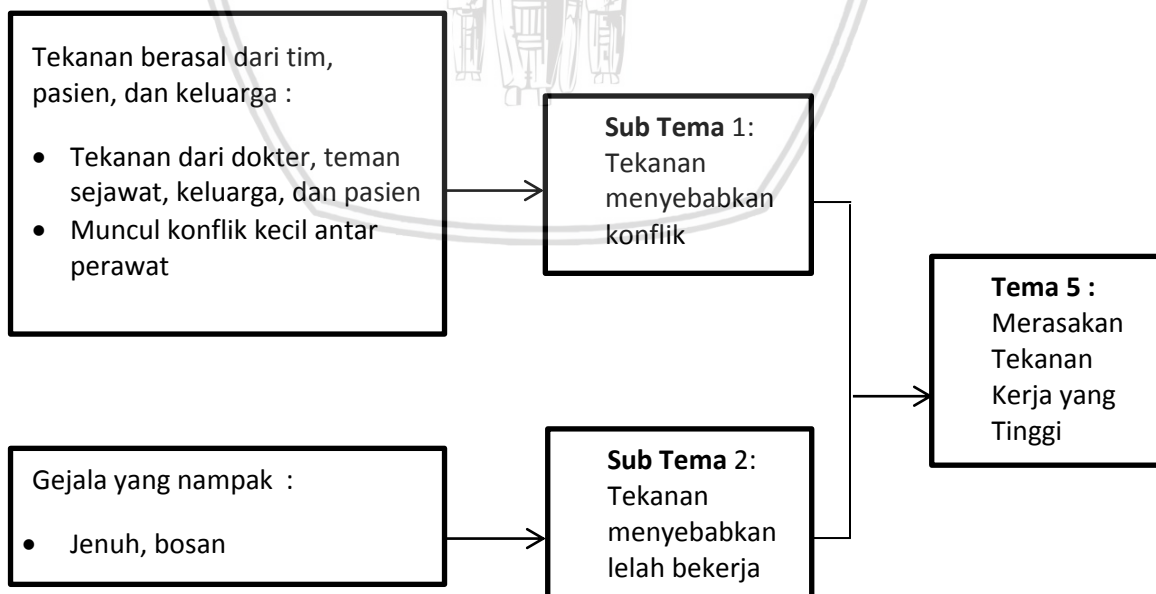 Tekanan berasal dari tim,
pasien, dan keluarga :
• Tekanan dari dokter, teman
sejawat, keluarga, dan pasien
• Muncul konflik kecil antar
perawat
Sub Tema 1:
Tekanan
menyebabkan
konflik
Gejala yang nampak :
• Jenuh, bosan
Sub Tema 2:
Tekanan
menyebabkan
lelah bekerja
Tema 5 :
Merasakan
Tekanan
Kerja yang
Tinggi